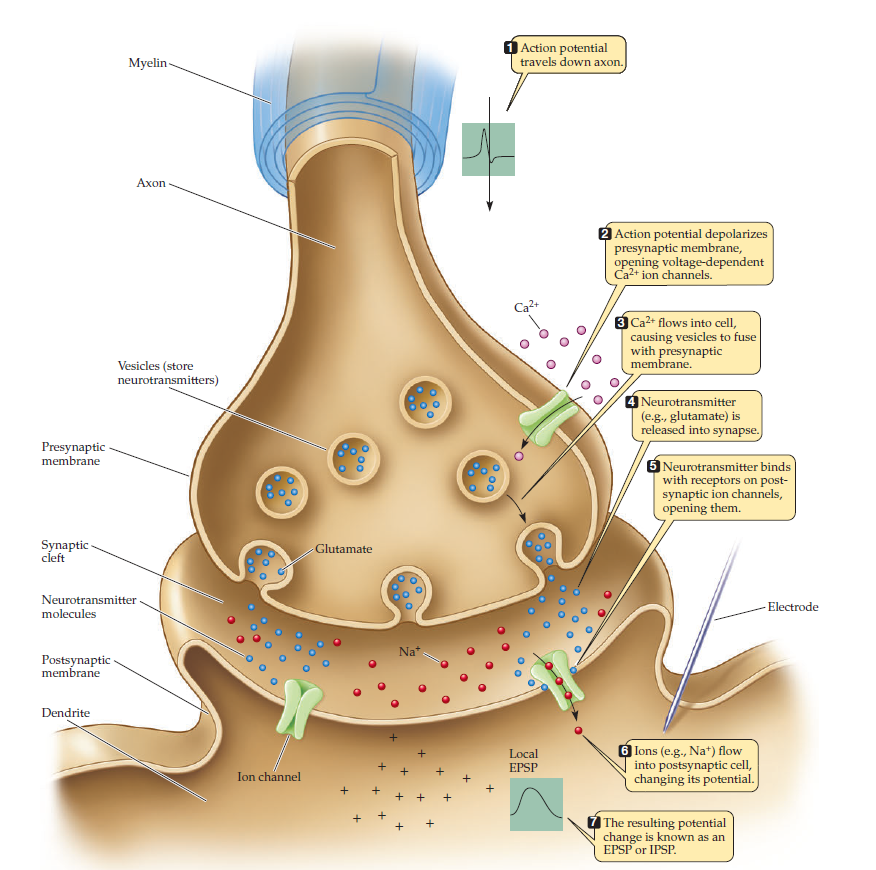 Myelin
1 Action potential
travels down axon.
Axon
2 Action potential depolarizes
presynaptic membrane,
opening voltage-dependent
Ca²⁺ ion channels.
Ca²⁺
3 Ca²⁺ flows into cell,
causing vesicles to fuse
with presynaptic
membrane.
Vesicles (store
neurotransmitters)
4 Neurotransmitter
(e.g., glutamate) is
released into synapse.
Presynaptic
membrane
5 Neurotransmitter binds
with receptors on post-
synaptic ion channels,
opening them.
Synaptic
cleft
Glutamate
Neurotransmitter
molecules
Electrode
Na⁺
Postsynaptic
membrane
Dendrite
Ion channel
Local
EPSP
6 Ions (e.g., Na⁺) flow
into postsynaptic cell,
changing its potential.
7 The resulting potential
change is known as an
EPSP or IPSP.